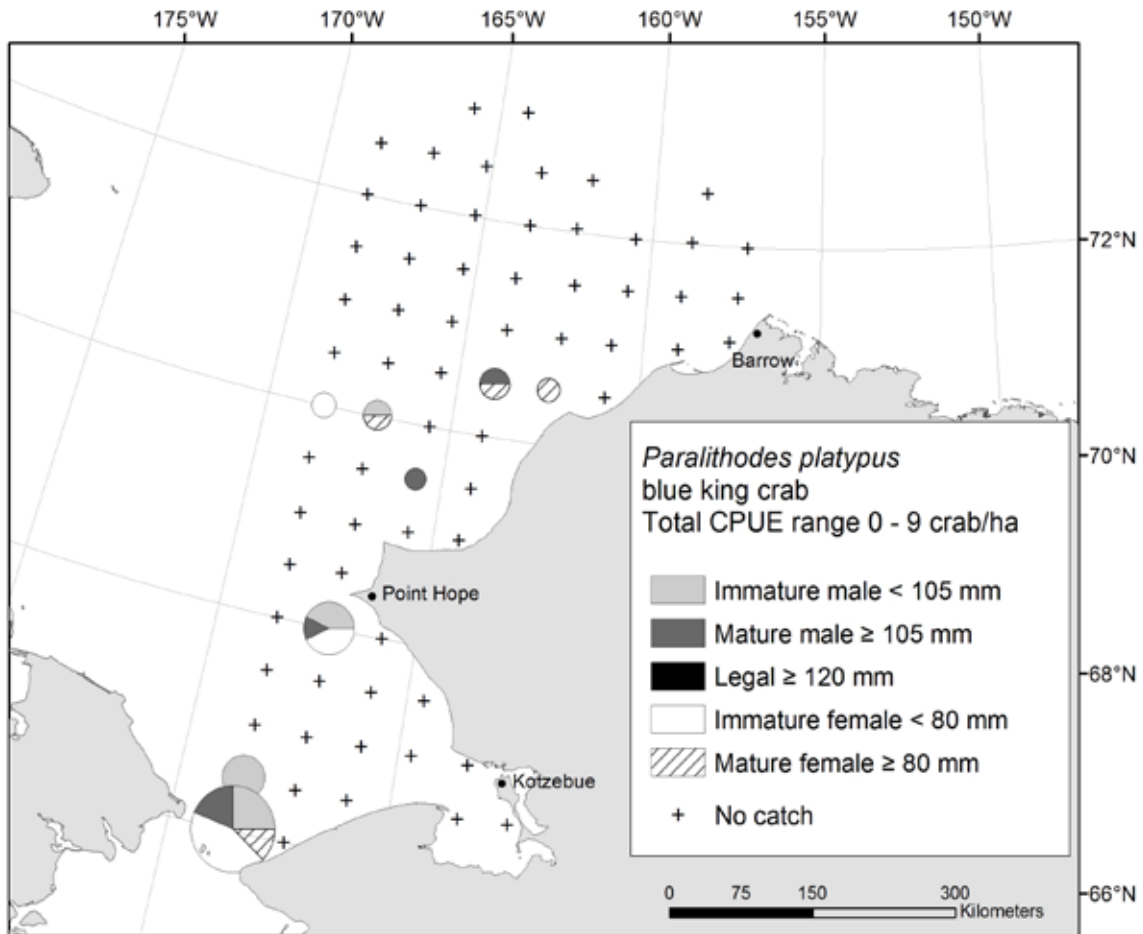 175°W 170°W 165°W 160°W 155°W 150°W
72°N
Barrow
70°N
Paralithodes platypus
blue king crab
Total CPUE range 0 - 9 crab/ha
Immature male < 105 mm
Point Hope
Mature male ≥ 105 mm
68°N
Legal ≥ 120 mm
Immature female < 80 mm
Mature female ≥ 80 mm
Kotzebue
No catch
0 75 150 300
66°N
Kilometers